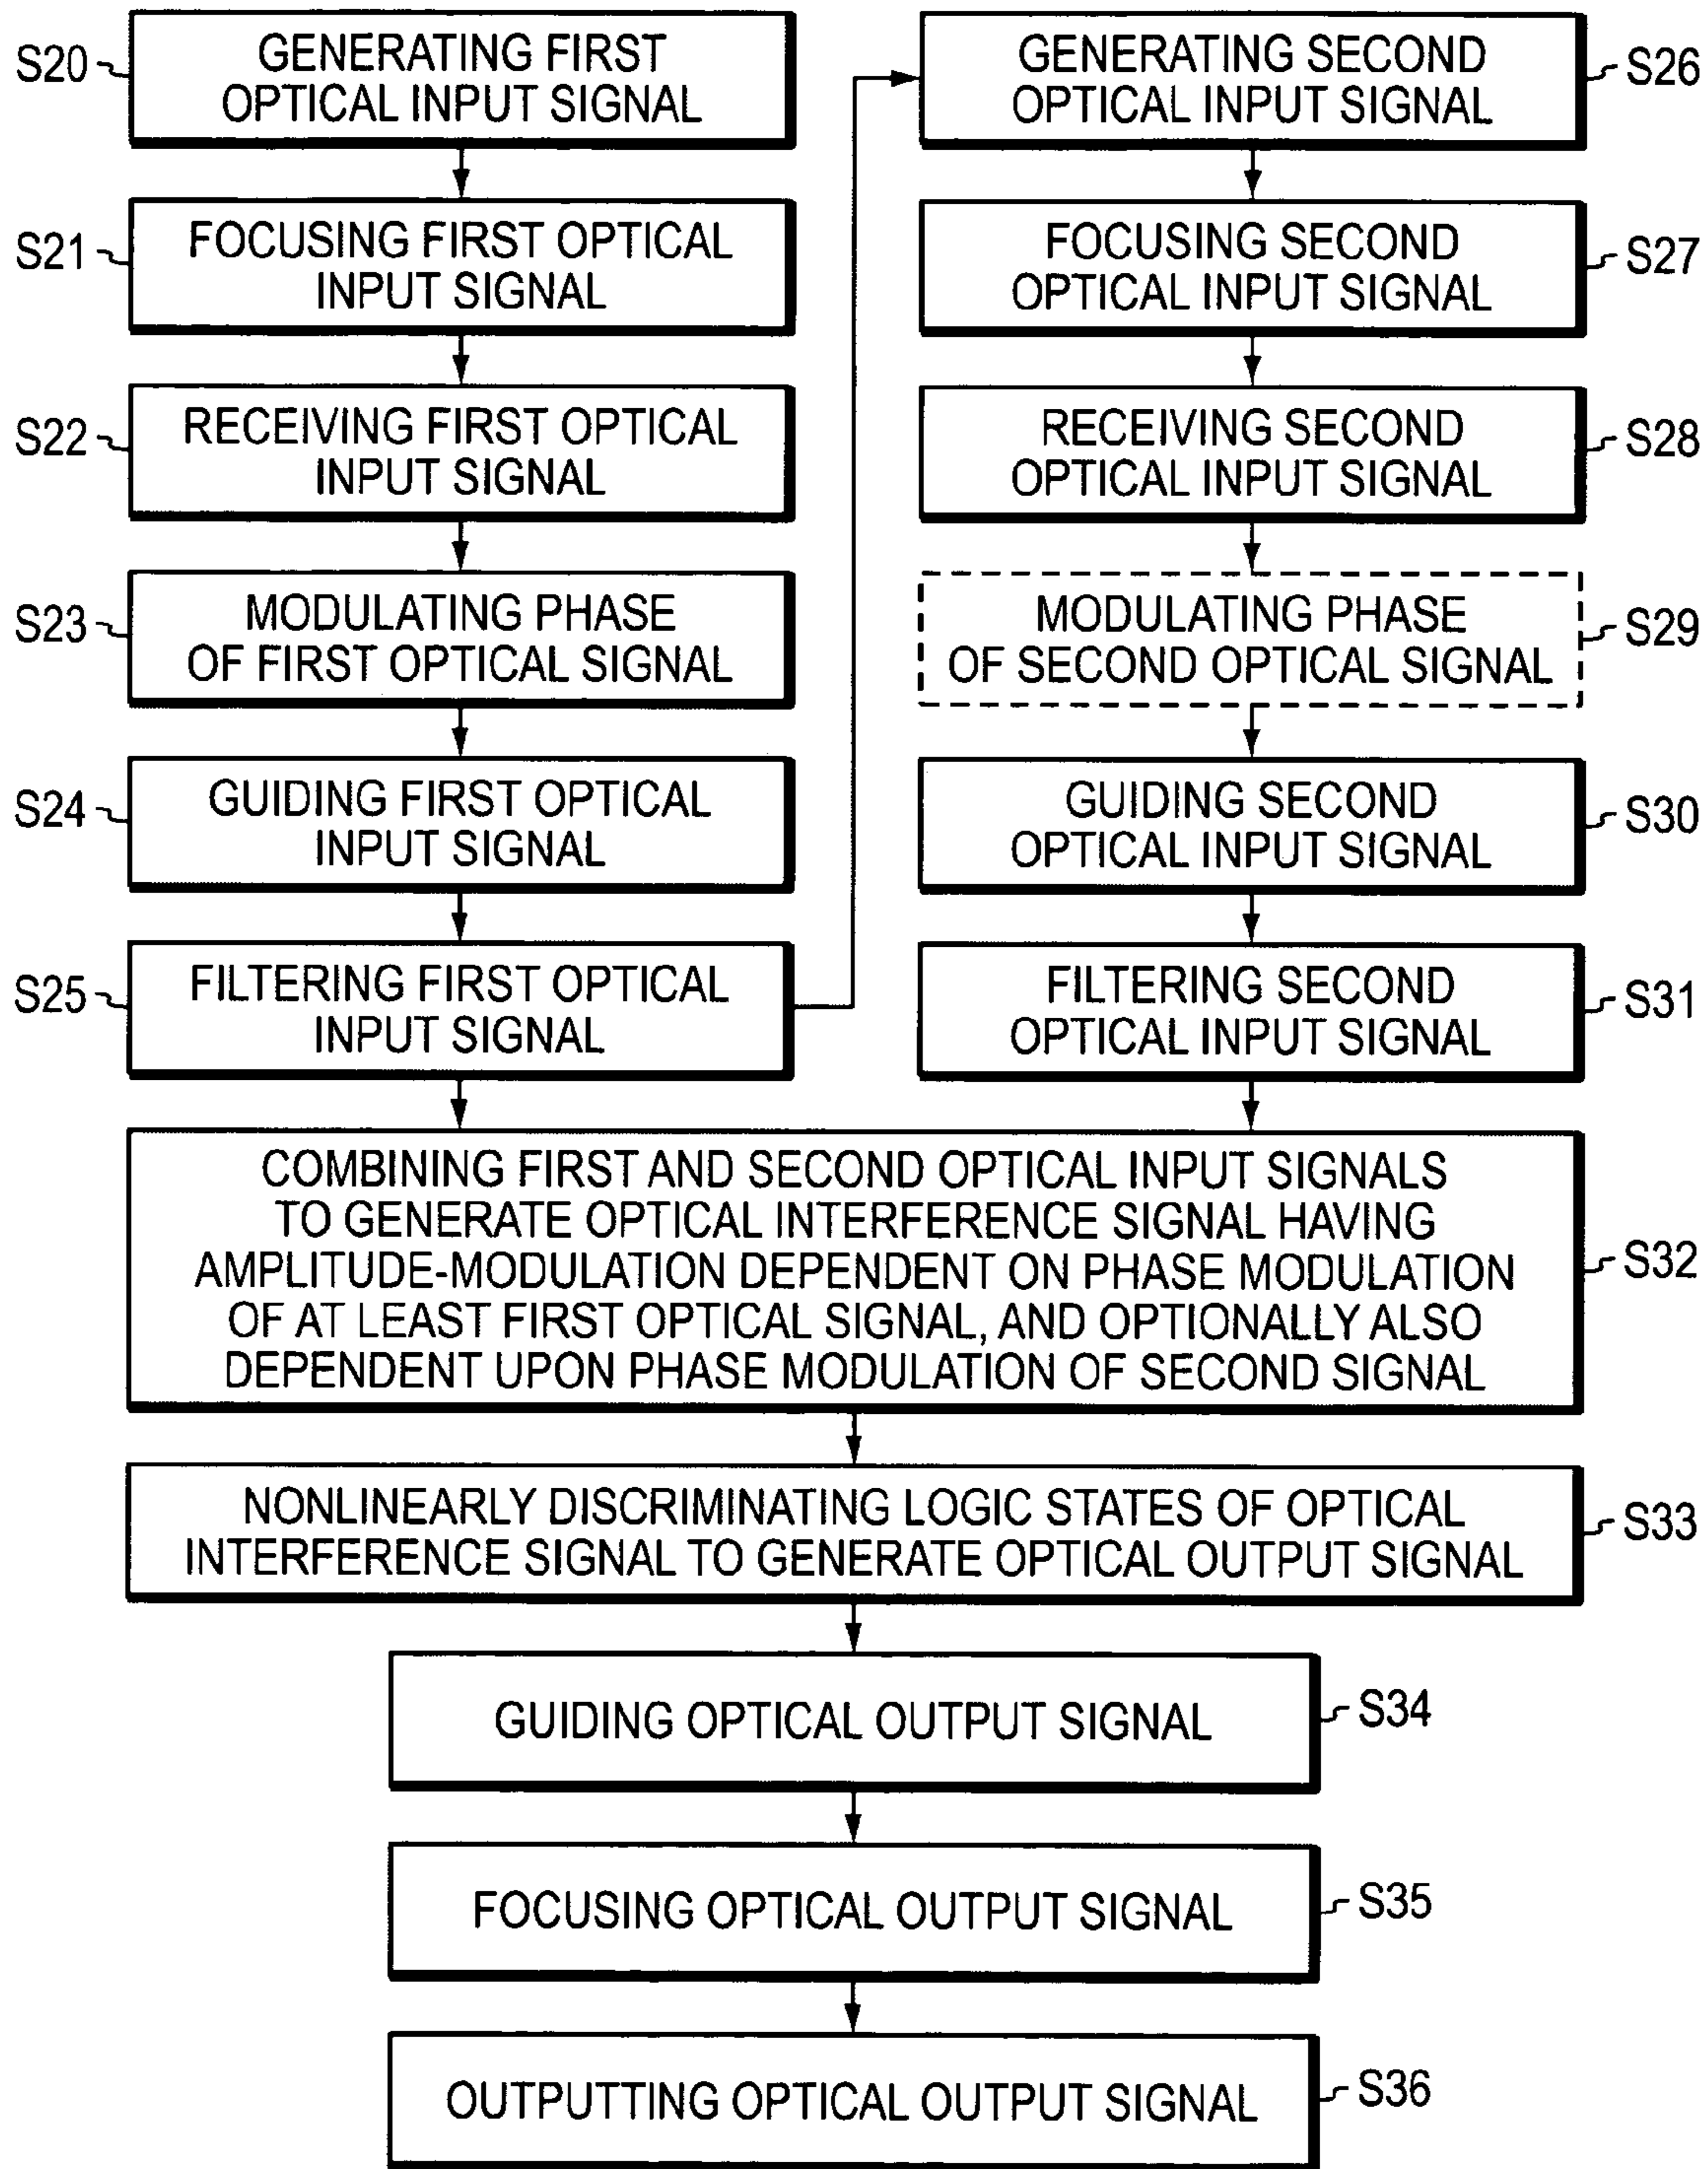 S20
GENERATING FIRST
OPTICAL INPUT SIGNAL
S21
FOCUSING FIRST OPTICAL
INPUT SIGNAL
S22
RECEIVING FIRST OPTICAL
INPUT SIGNAL
S23
MODULATING PHASE
OF FIRST OPTICAL SIGNAL
S24
GUIDING FIRST OPTICAL
INPUT SIGNAL
S25
FILTERING FIRST OPTICAL
INPUT SIGNAL
GENERATING SECOND
OPTICAL INPUT SIGNAL
S26
FOCUSING SECOND
OPTICAL INPUT SIGNAL
S27
RECEIVING SECOND
OPTICAL INPUT SIGNAL
S28
MODULATING PHASE
OF SECOND OPTICAL SIGNAL
S29
GUIDING SECOND
OPTICAL INPUT SIGNAL
S30
FILTERING SECOND
OPTICAL INPUT SIGNAL
S31
COMBINING FIRST AND SECOND OPTICAL INPUT SIGNALS
TO GENERATE OPTICAL INTERFERENCE SIGNAL HAVING
AMPLITUDE-MODULATION DEPENDENT ON PHASE MODULATION
OF AT LEAST FIRST OPTICAL SIGNAL, AND OPTIONALLY ALSO
DEPENDENT UPON PHASE MODULATION OF SECOND SIGNAL
S32
NONLINEARLY DISCRIMINATING LOGIC STATES OF OPTICAL
INTERFERENCE SIGNAL TO GENERATE OPTICAL OUTPUT SIGNAL
S33
GUIDING OPTICAL OUTPUT SIGNAL
S34
FOCUSING OPTICAL OUTPUT SIGNAL
S35
OUTPUTTING OPTICAL OUTPUT SIGNAL
S36